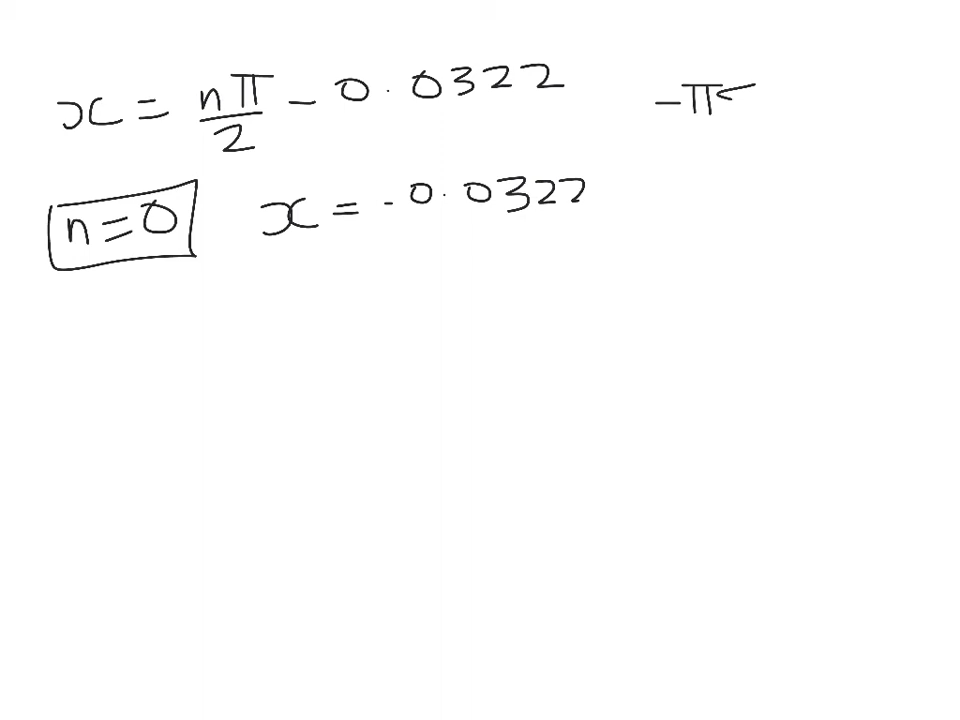 x = nπ/2 - 0.0322 -π<
n=0 x = -0.0322